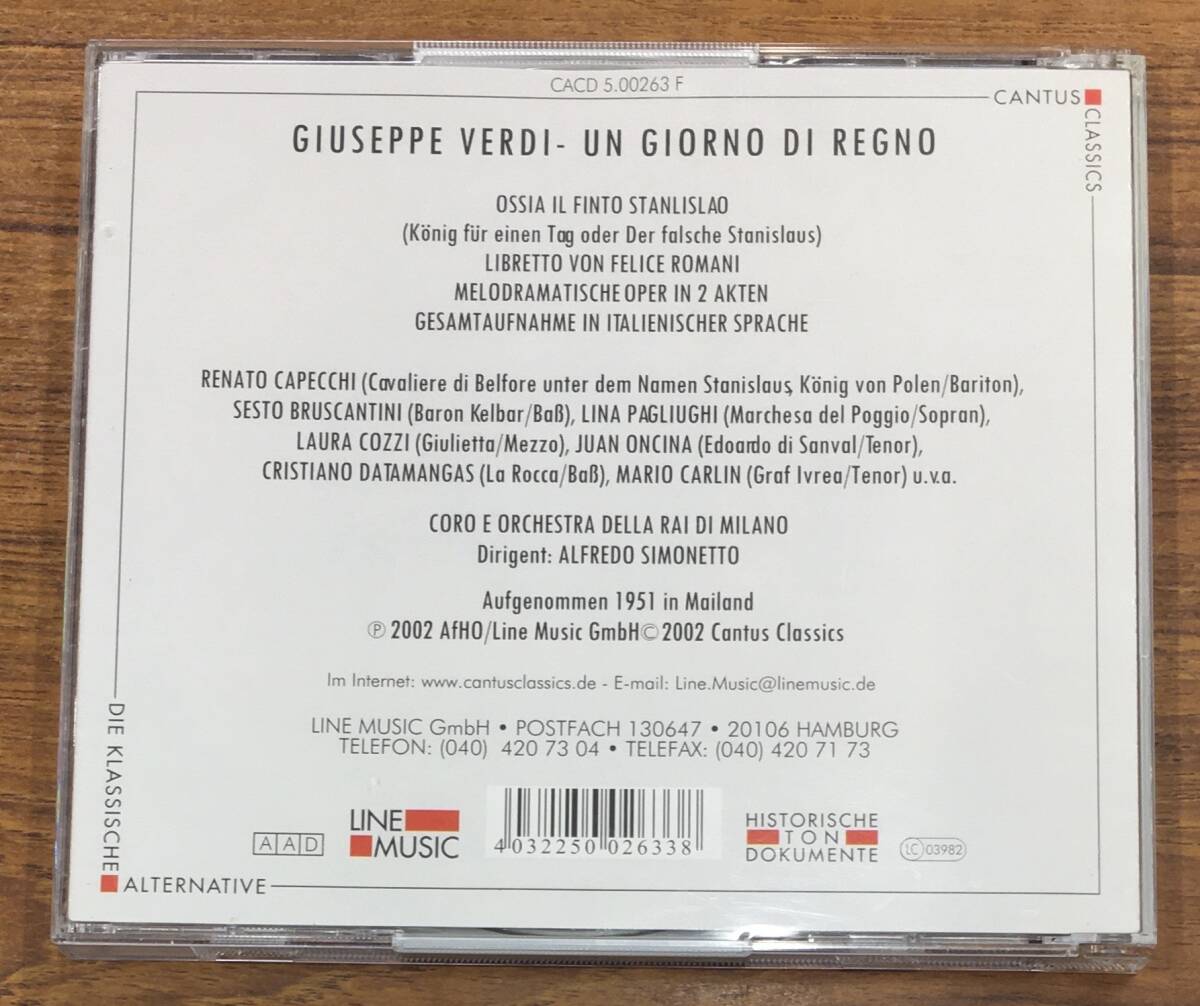 CACD 5.00263 F
CANTUS
CLASSICS
GIUSEPPE VERDI- UN GIORNO DI REGNO
OSSIA IL FINTO STANLISLAO
(König für einen Tag oder Der falsche Stanislaus)
LIBRETTO VON FELICE ROMANI
MELODRAMATISCHE OPER IN 2 AKTEN
GESAMTAUFNAHME IN ITALIENISCHER SPRACHE
RENATO CAPECCHI (Cavaliere di Belfore unter dem Namen Stanislaus, König von Polen/Bariton),
SESTO BRUSCANTINI (Baron Kelbar/Baß), LINA PAGLIUGHI (Marchesa del Poggio/Sopran),
LAURA COZZI (Giulietta/Mezzo), JUAN ONCINA (Edoardo di Sanval/Tenor),
CRISTIANO DATAMANGAS (La Rocca/Baß), MARIO CARLIN (Graf Ivrea/Tenor) u.v.a.
CORO E ORCHESTRA DELLA RAI DI MILANO
Dirigent: ALFREDO SIMONETTO
Aufgenommen 1951 in Mailand
℗ 2002 AfHO/Line Music GmbH© 2002 Cantus Classics
Im Internet: www.cantusclassics.de - E-mail: Line.Music@linemusic.de
LINE MUSIC GmbH • POSTFACH 130647 • 20106 HAMBURG
TELEFON: (040) 420 73 04 • TELEFAX: (040) 420 71 73
DIE KLASSISCHE
ALTERNATIVE
AAD
LINE
MUSIC
4 032250 026338
HISTORISCHE
TON
DOKUMENTE
LC 03982